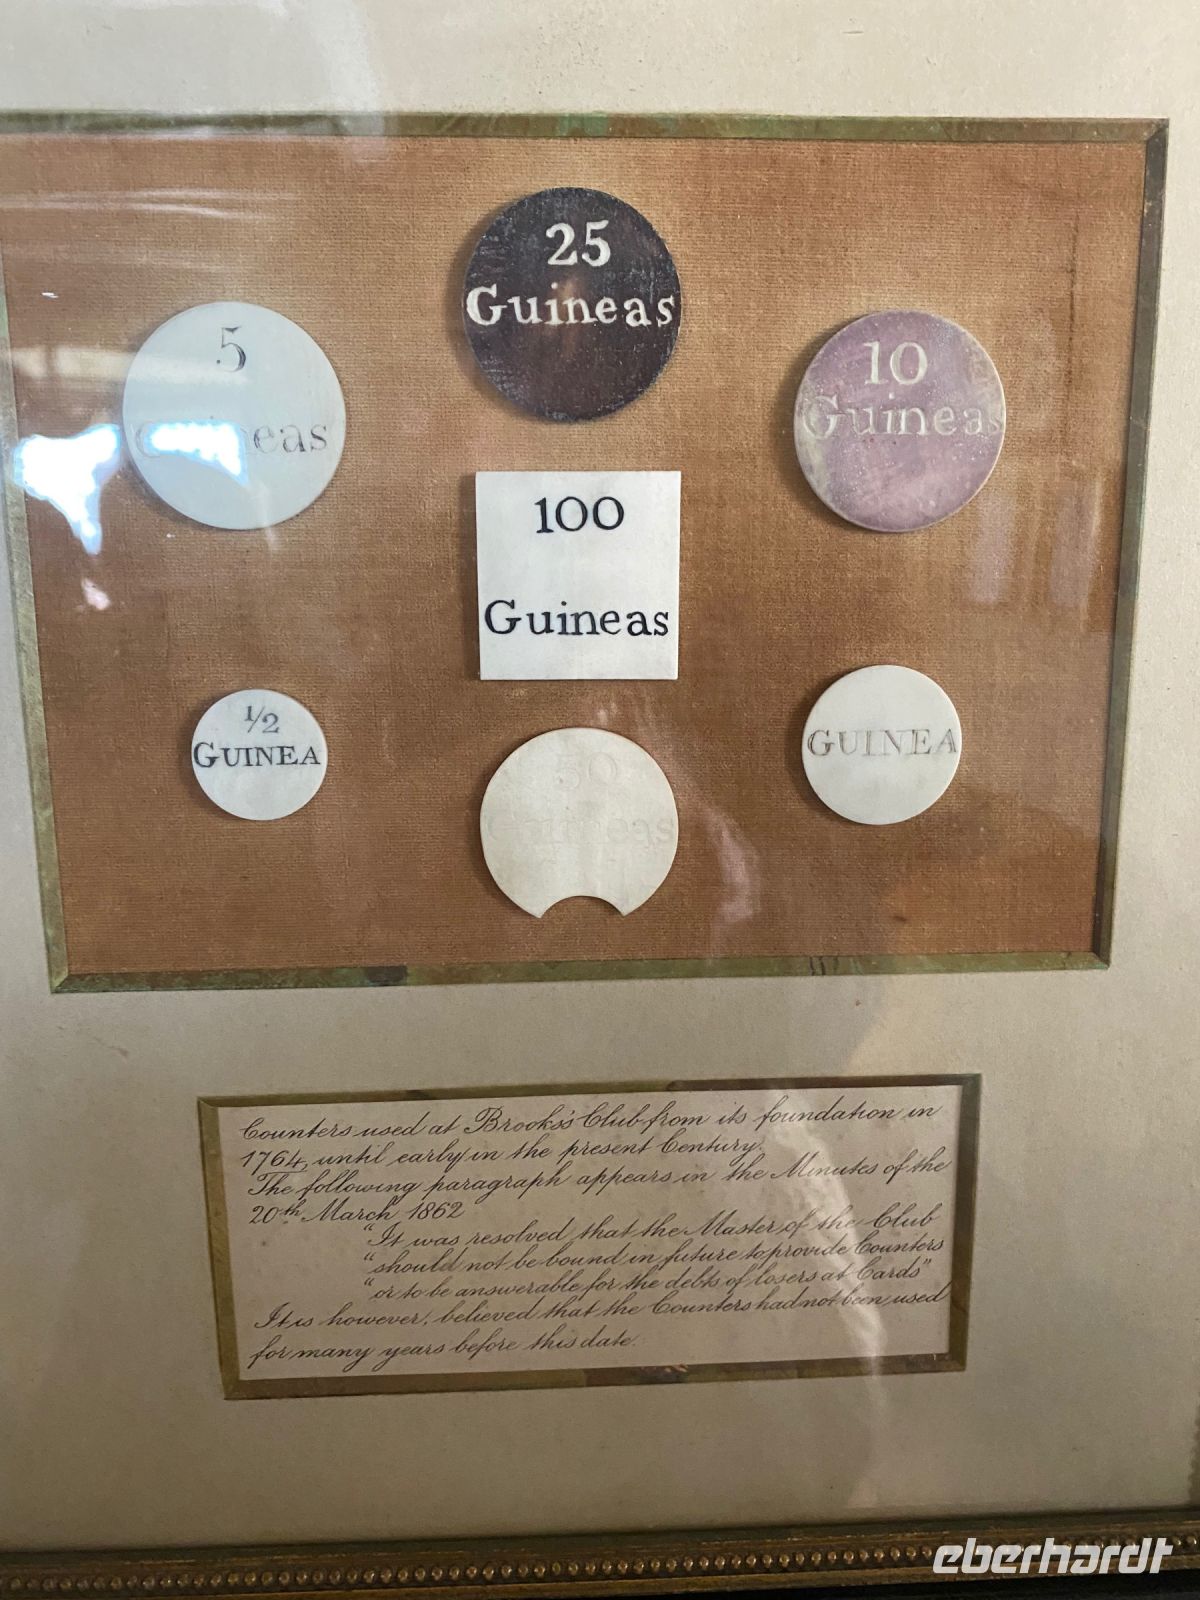 25
Guineas
5
Guineas
10
Guineas
100
Guineas
1/2
GUINEA
50
Guineas
GUINEA
Counters used at Brooks's Club from its foundation in
1764, until early in the present Century.
The following paragraph appears in the Minutes of the
20th March 1862
"It was resolved that the Master of the Club
"should not be bound in future to provide Counters
"or to be answerable for the debts of losers at Cards"
It is however, believed that the Counters had not been used
for many years before this date.
eberhardt